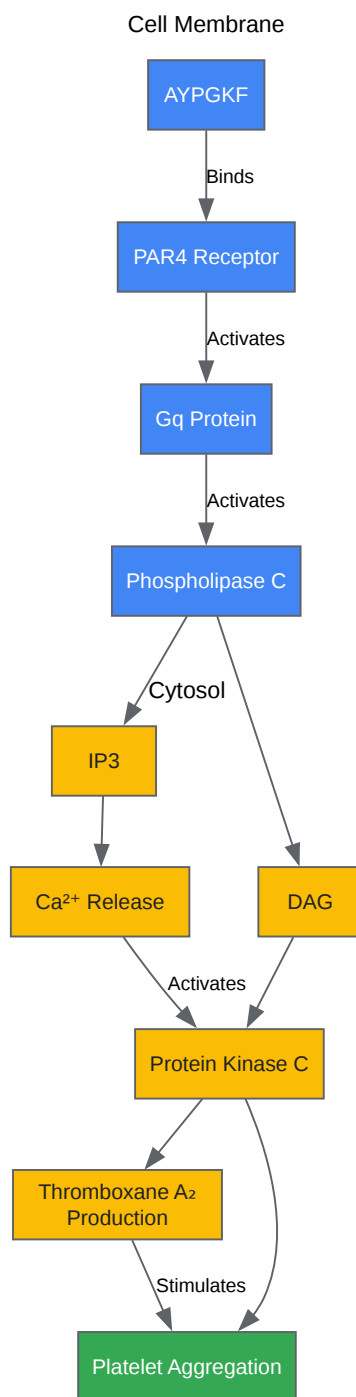 Cell Membrane
AYPGKF
Binds
PAR4 Receptor
Activates
Gq Protein
Activates
Phospholipase C
Cytosol
IP3
Ca²⁺ Release
DAG
Activates
Protein Kinase C
Thromboxane A₂
Production
Stimulates
Platelet Aggregation